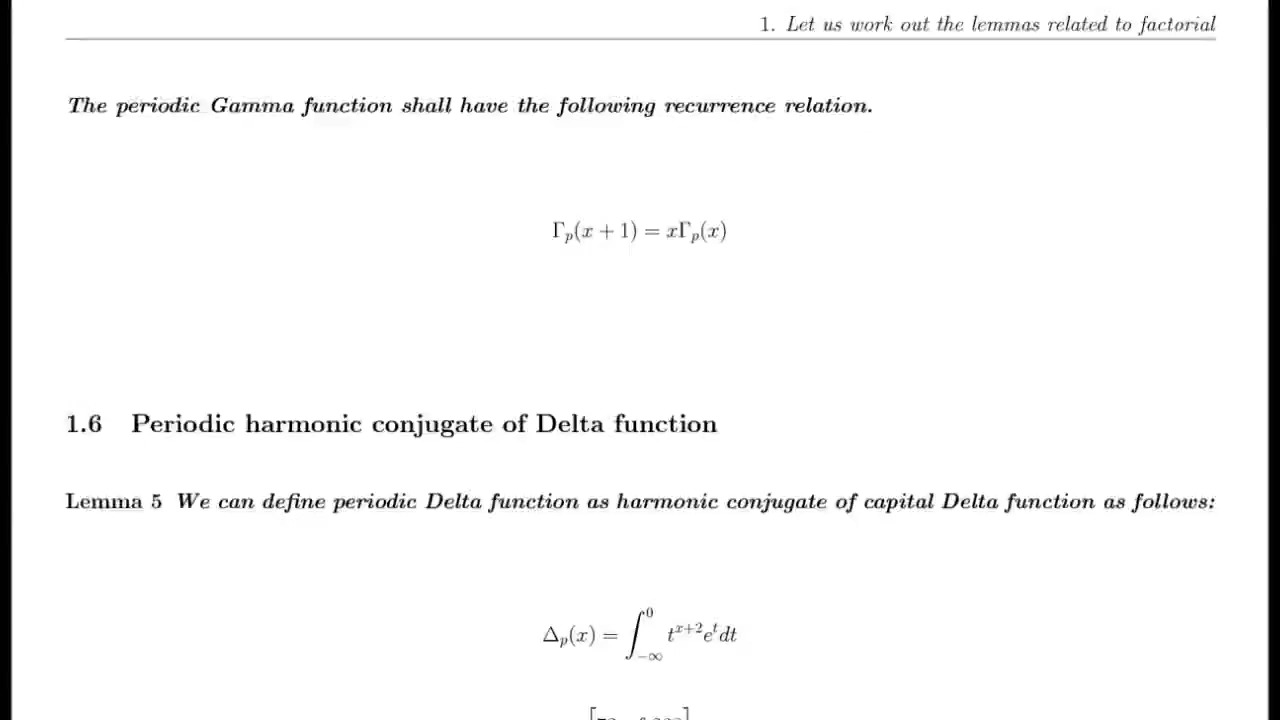 1. Let us work out the lemmas related to factorial
The periodic Gamma function shall have the following recurrence relation.
Γ_p(x + 1) = xΓ_p(x)
1.6 Periodic harmonic conjugate of Delta function
Lemma 5 We can define periodic Delta function as harmonic conjugate of capital Delta function as follows:
Δ_p(x) = ∫_{-∞}^{0} t^{x+2} e^t dt